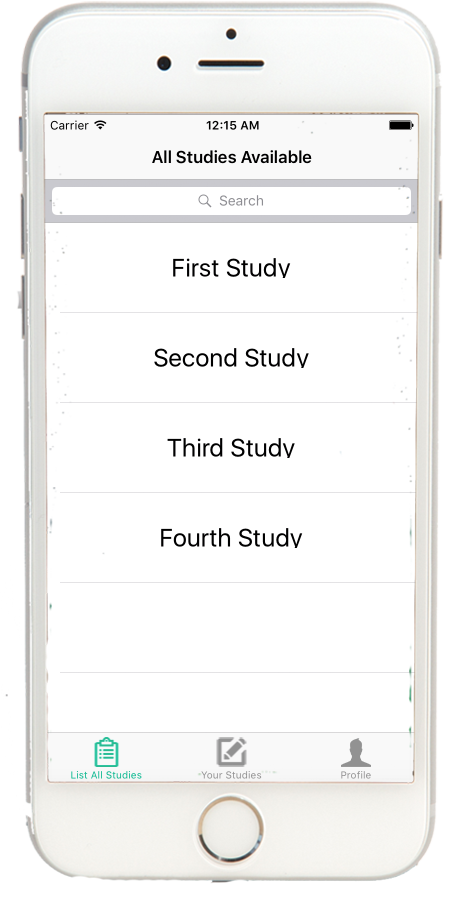 Carrier 12:15 AM
All Studies Available
Search
First Study
Second Study
Third Study
Fourth Study
List All Studies Your Studies Profile